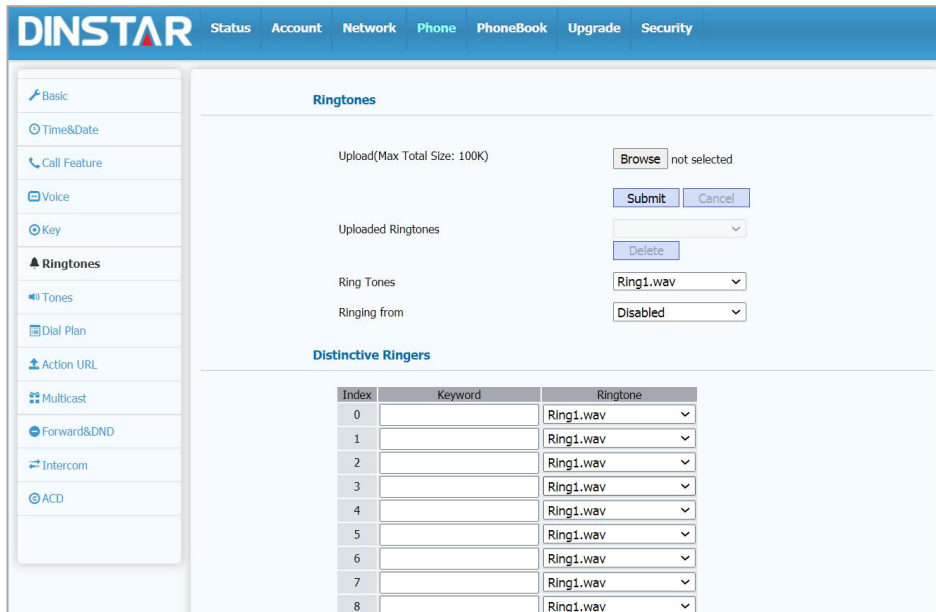 DINSTAR
Status Account Network Phone PhoneBook Upgrade Security
Basic
Time&Date
Call Feature
Voice
Key
Ringtones
Tones
Dial Plan
Action URL
Multicast
Forward&DND
Intercom
ACD
Ringtones
Upload(Max Total Size: 100K) Browse not selected
Submit Cancel
Uploaded Ringtones
Delete
Ring Tones Ring1.wav
Ringing from Disabled
Distinctive Ringers
Index Keyword Ringtone
0 Ring1.wav
1 Ring1.wav
2 Ring1.wav
3 Ring1.wav
4 Ring1.wav
5 Ring1.wav
6 Ring1.wav
7 Ring1.wav
8 Ring1.wav